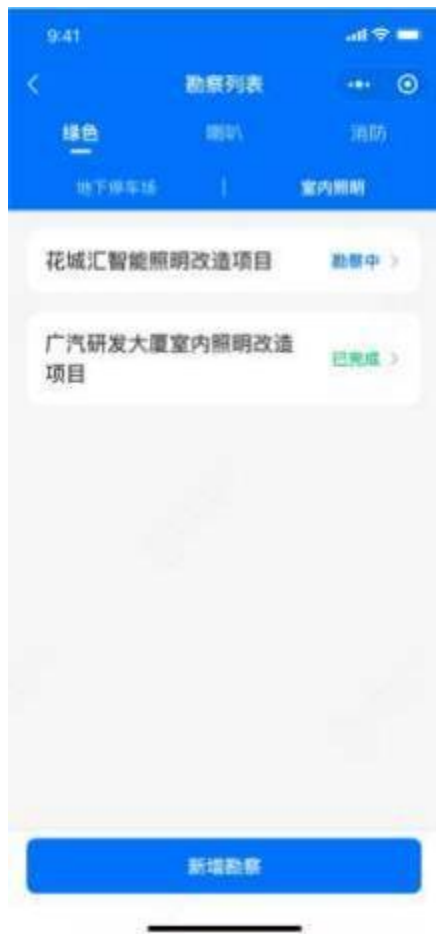 9:41
勘察列表
绿色 喇叭 消防
地下停车场 | 室内照明
花城汇智能照明改造项目 勘察中
广汽研发大厦室内照明改造
项目
已完成
新增勘察